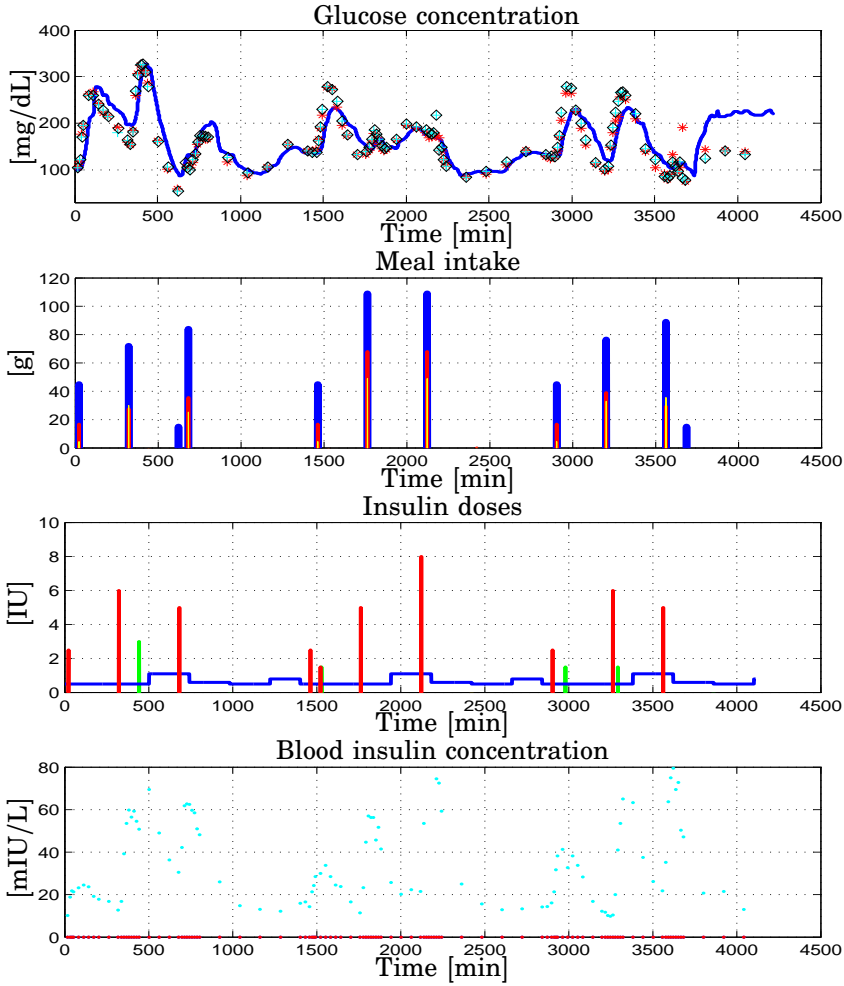 Glucose concentration
400
300
200
100
[mg/dL]
0 500 1000 1500 2000 2500 3000 3500 4000 4500
Time [min]
Meal intake
120
100
80
60
40
20
0
[g]
0 500 1000 1500 2000 2500 3000 3500 4000 4500
Time [min]
Insulin doses
10
8
6
4
2
0
[IU]
0 500 1000 1500 2000 2500 3000 3500 4000 4500
Time [min]
Blood insulin concentration
80
60
40
20
0
[mIU/L]
0 500 1000 1500 2000 2500 3000 3500 4000 4500
Time [min]